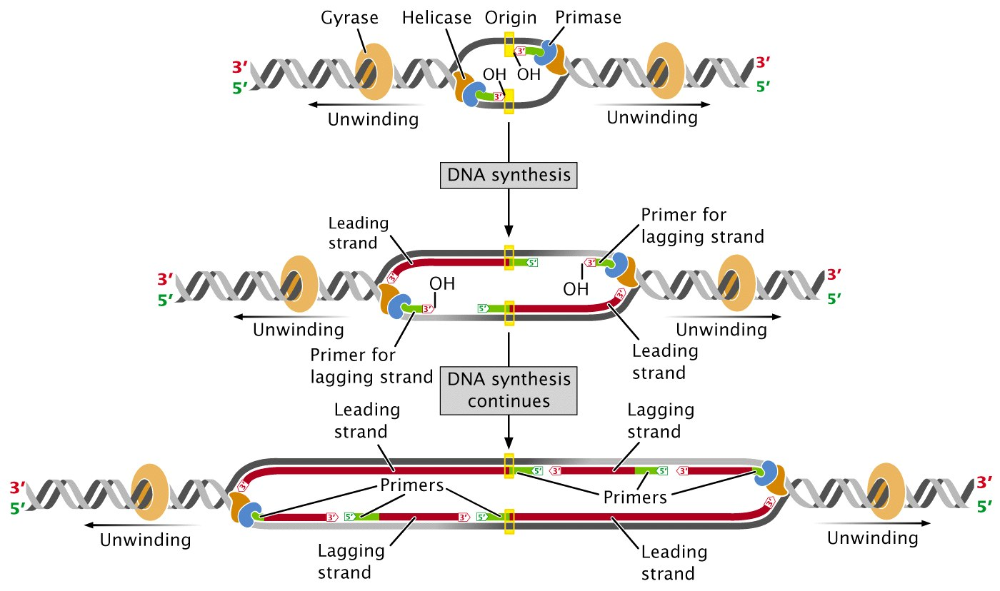 Gyrase
Helicase
Origin
Primase
3'
5'
3'
OH
OH
3'
3'
5'
Unwinding
Unwinding
DNA synthesis
Leading
strand
Primer for
lagging strand
3'
5'
3'
5'
3'
OH
OH
3'
5'
3'
3'
5'
Unwinding
Unwinding
Primer for
lagging strand
Leading
strand
DNA synthesis
continues
Leading
strand
Lagging
strand
3'
5'
3'
5'
3'
5'
3'
Primers
Primers
3'
5'
3'
5'
3'
3'
5'
Unwinding
Unwinding
Lagging
strand
Leading
strand